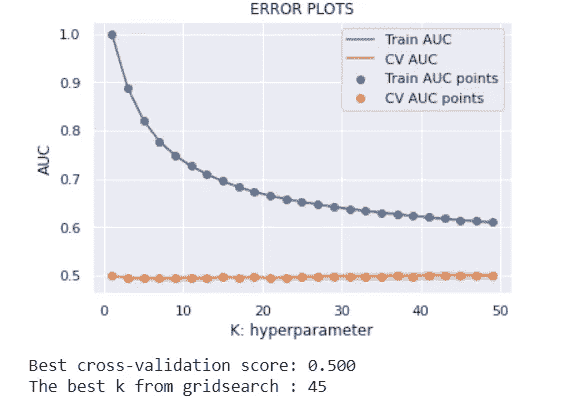 ERROR PLOTS
Train AUC
CV AUC
Train AUC points
CV AUC points
1.0
0.9
0.8
0.7
0.6
0.5
AUC
0 10 20 30 40 50
K: hyperparameter
Best cross-validation score: 0.500
The best k from gridsearch : 45